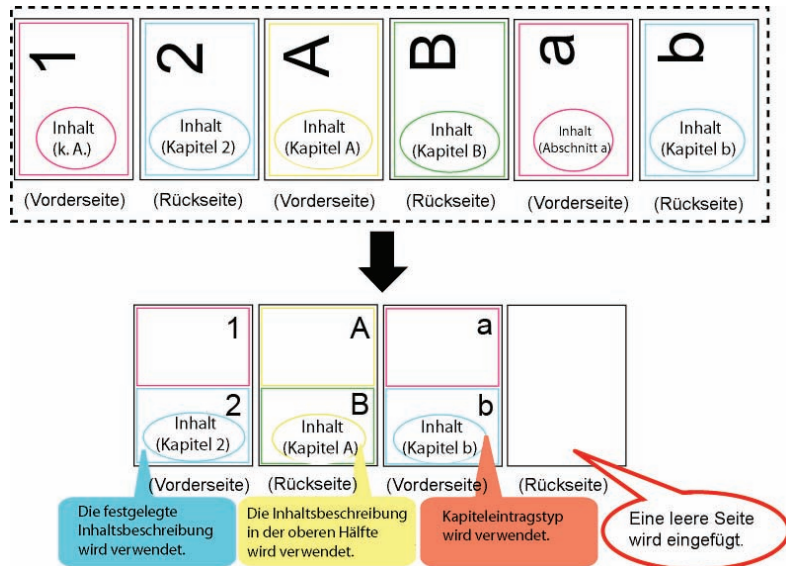 1
2
A
B
a
b
Inhalt
(k. A.)
Inhalt
(Kapitel 2)
Inhalt
(Kapitel A)
Inhalt
(Kapitel B)
Inhalt
(Abschnitt a)
Inhalt
(Kapitel b)
(Vorderseite)
(Rückseite)
(Vorderseite)
(Rückseite)
(Vorderseite)
(Rückseite)
1
A
a
2
B
b
Inhalt
(Kapitel 2)
Inhalt
(Kapitel A)
Inhalt
(Kapitel b)
(Vorderseite)
(Rückseite)
(Vorderseite)
(Rückseite)
Die festgelegte
Inhaltsbeschreibung
wird verwendet.
Die Inhaltsbeschreibung
in der oberen Hälfte
wird verwendet.
Kapiteleintragstyp
wird verwendet.
Eine leere Seite
wird eingefügt.